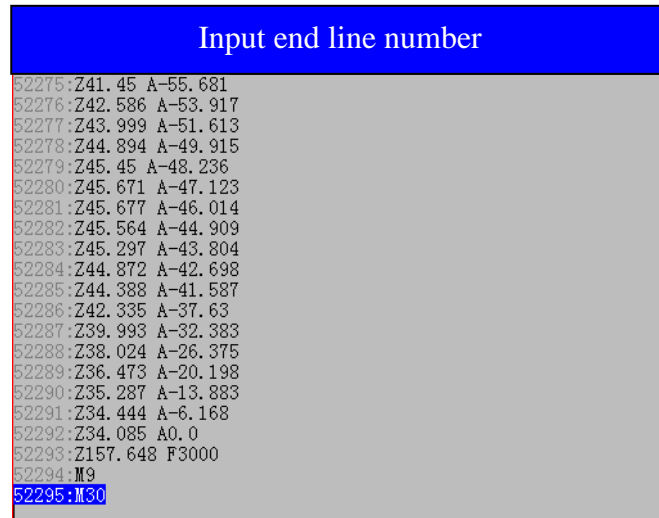 Input end line number
52275:Z41.45 A-55.681
52276:Z42.586 A-53.917
52277:Z43.999 A-51.613
52278:Z44.894 A-49.915
52279:Z45.45 A-48.236
52280:Z45.671 A-47.123
52281:Z45.677 A-46.014
52282:Z45.564 A-44.909
52283:Z45.297 A-43.804
52284:Z44.872 A-42.698
52285:Z44.388 A-41.587
52286:Z42.335 A-37.63
52287:Z39.993 A-32.383
52288:Z38.024 A-26.375
52289:Z36.473 A-20.198
52290:Z35.287 A-13.883
52291:Z34.444 A-6.168
52292:Z34.085 A0.0
52293:Z157.648 F3000
52294:M9
52295:M30